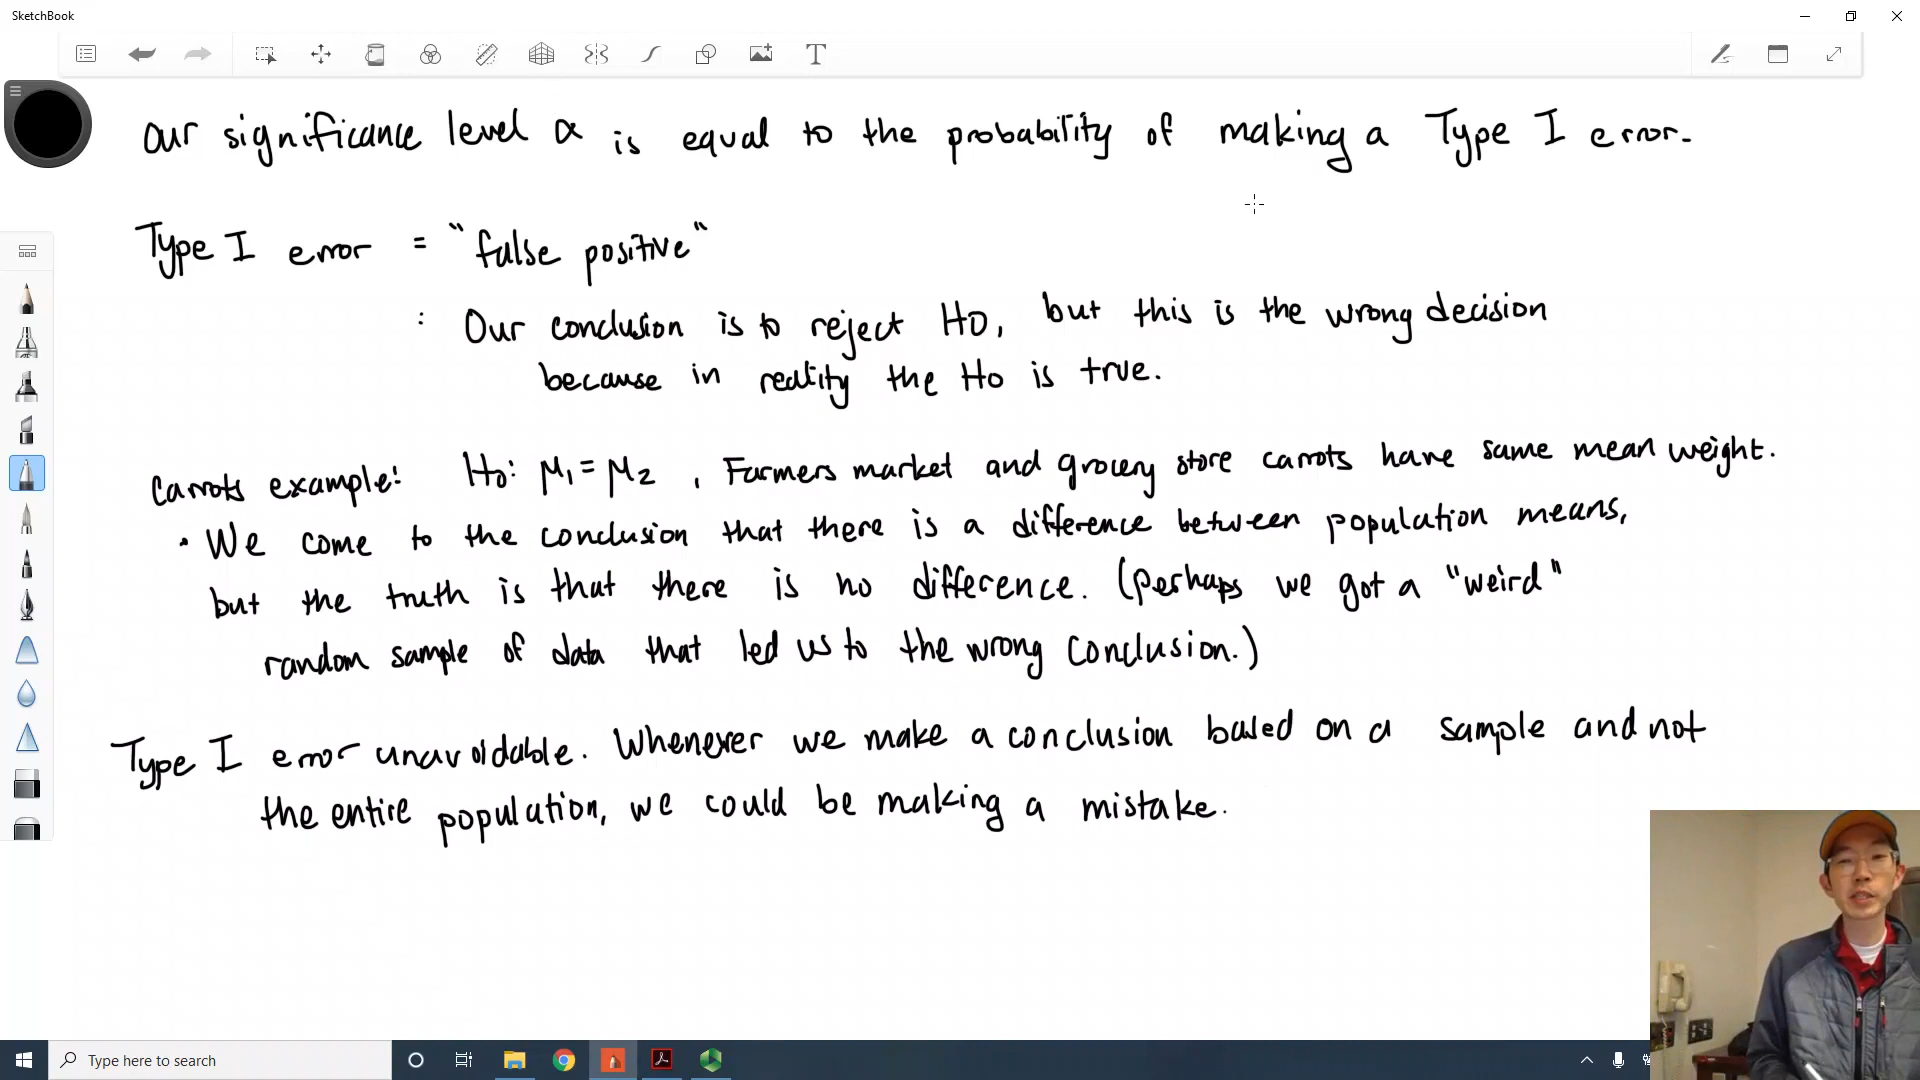 SketchBook
Our significance level α is equal to the probability of making a Type I error.
Type I error = "false positive"
: Our conclusion is to reject H0, but this is the wrong decision
because in reality the H0 is true.
Carrots example: H0: μ1 = μ2, Farmers market and grocery store carrots have same mean weight.
• We come to the conclusion that there is a difference between population means,
but the truth is that there is no difference. (Perhaps we got a "weird"
random sample of data that led us to the wrong conclusion.)
Type I error unavoidable. Whenever we make a conclusion based on a sample and not
the entire population, we could be making a mistake.
Type here to search